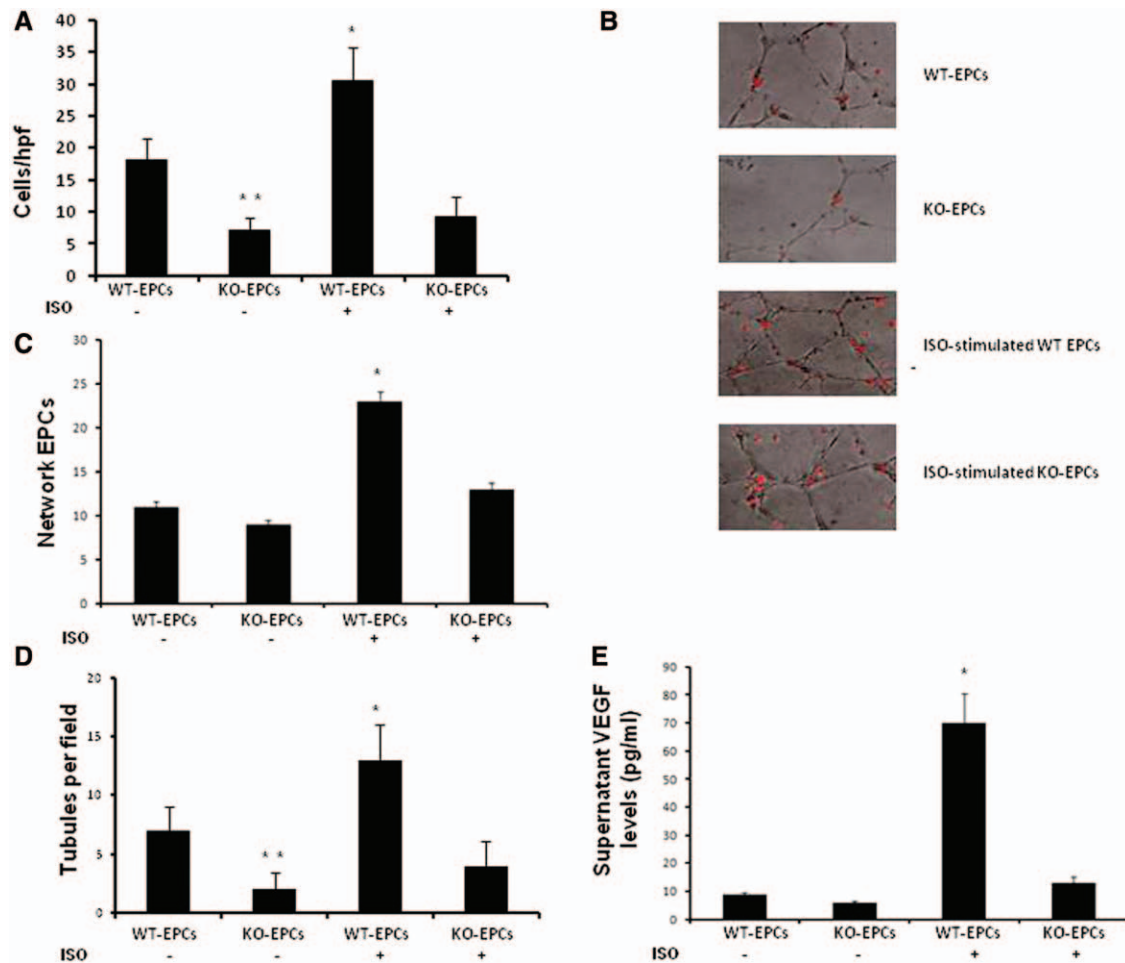 A
Cells/hpf
40
35
30
25
20
15
10
5
0
*
* *
WT-EPCs KO-EPCs WT-EPCs KO-EPCs
ISO - - + +
B
WT-EPCs
KO-EPCs
ISO-stimulated WT EPCs
-
ISO-stimulated KO-EPCs
C
Network EPCs
30
25
20
15
10
5
0
*
WT-EPCs KO-EPCs WT-EPCs KO-EPCs
ISO - - + +
D
Tubules per field
20
15
10
5
0
*
* *
WT-EPCs KO-EPCs WT-EPCs KO-EPCs
ISO - - + +
E
Supernatant VEGF
levels (pg/ml)
90
80
70
60
50
40
30
20
10
0
*
WT-EPCs KO-EPCs WT-EPCs KO-EPCs
ISO - - + +